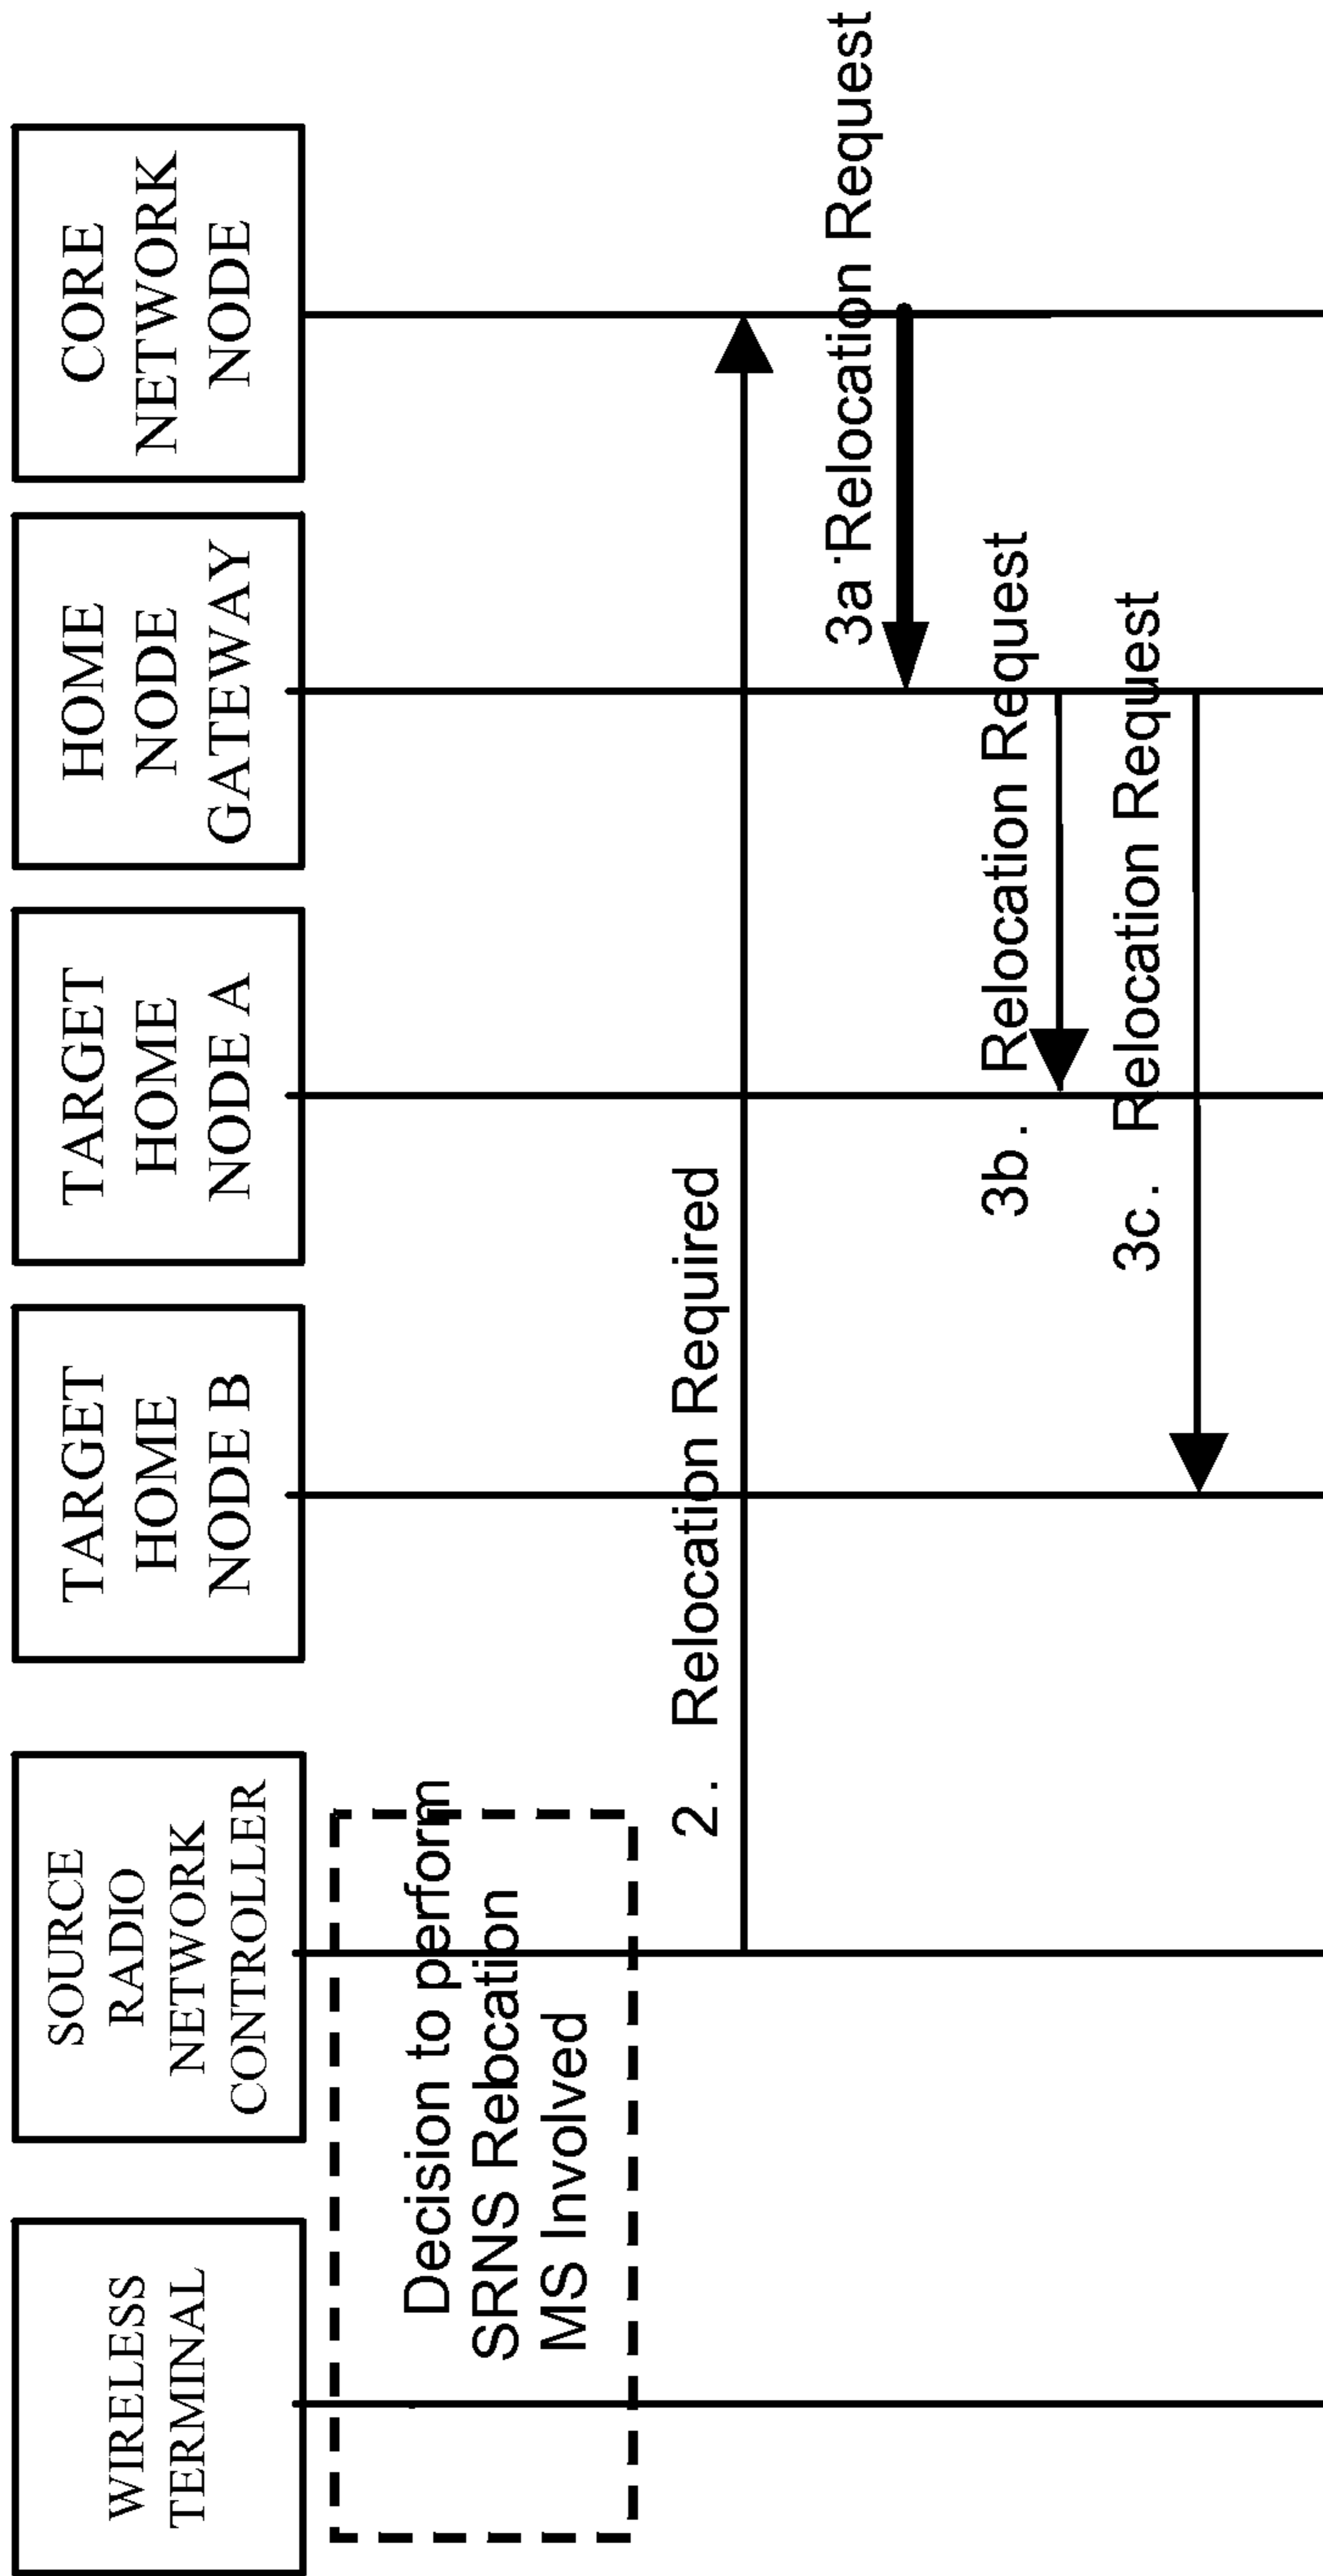 WIRELESS
TERMINAL
SOURCE
RADIO
NETWORK
CONTROLLER
TARGET
HOME
NODE B
TARGET
HOME
NODE A
HOME
NODE
GATEWAY
CORE
NETWORK
NODE
Decision to perform
SRNS Relocation
MS Involved
2. Relocation Required
3a Relocation Request
3b. Relocation Request
3c. Relocation Request